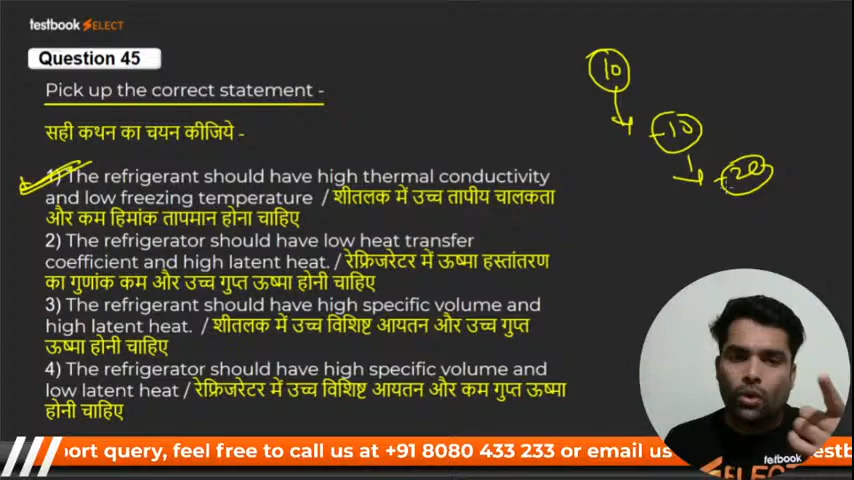 testbook SELECT
Question 45
Pick up the correct statement -
सही कथन का चयन कीजिये -
1) The refrigerant should have high thermal conductivity
and low freezing temperature / शीतलक में उच्च तापीय चालकता
और कम हिमांक तापमान होना चाहिए
2) The refrigerator should have low heat transfer
coefficient and high latent heat. / रेफ्रिजरेटर में ऊष्मा हस्तांतरण
का गुणांक कम और उच्च गुप्त ऊष्मा होनी चाहिए
3) The refrigerant should have high specific volume and
high latent heat. / शीतलक में उच्च विशिष्ट आयतन और उच्च गुप्त
ऊष्मा होनी चाहिए
4) The refrigerator should have high specific volume and
low latent heat / रेफ्रिजरेटर में उच्च विशिष्ट आयतन और कम गुप्त ऊष्मा
होनी चाहिए
10
-10
-20
testbook
SELECT
port query, feel free to call us at +91 8080 433 233 or email us